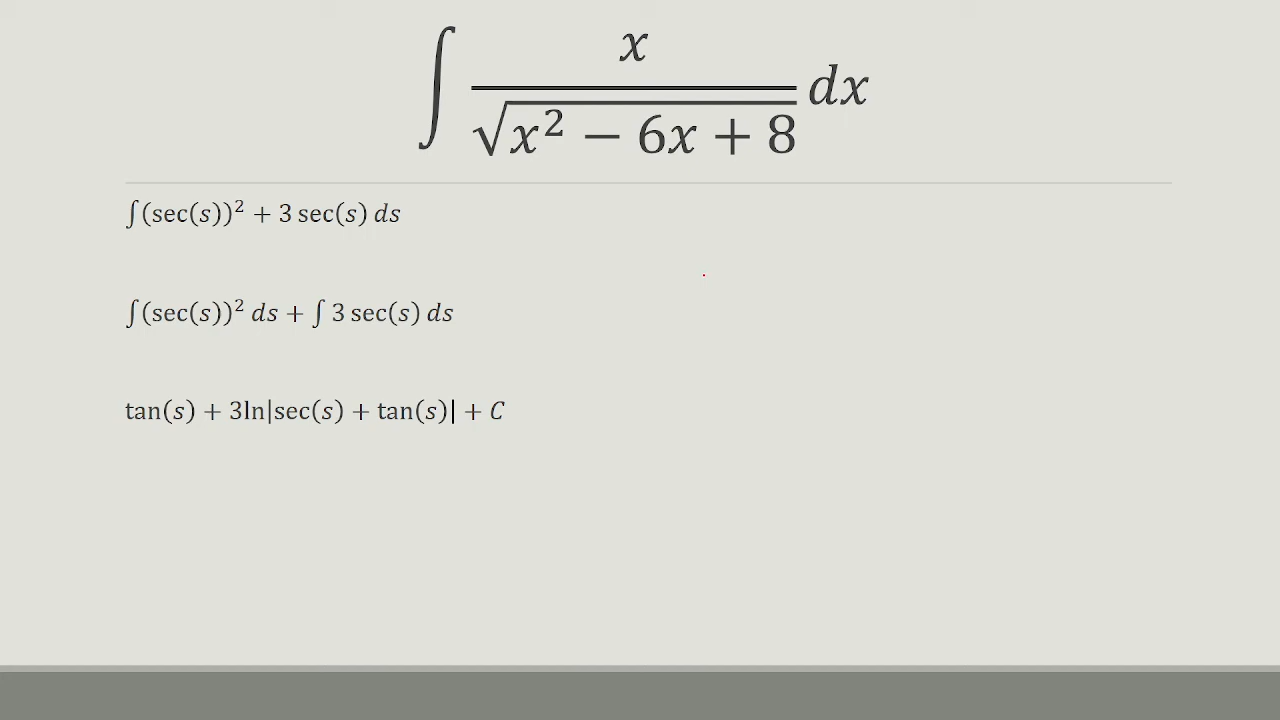 ∫ x/√(x² − 6x + 8) dx
∫(sec(s))² + 3 sec(s) ds
∫(sec(s))² ds + ∫ 3 sec(s) ds
tan(s) + 3ln|sec(s) + tan(s)| + C